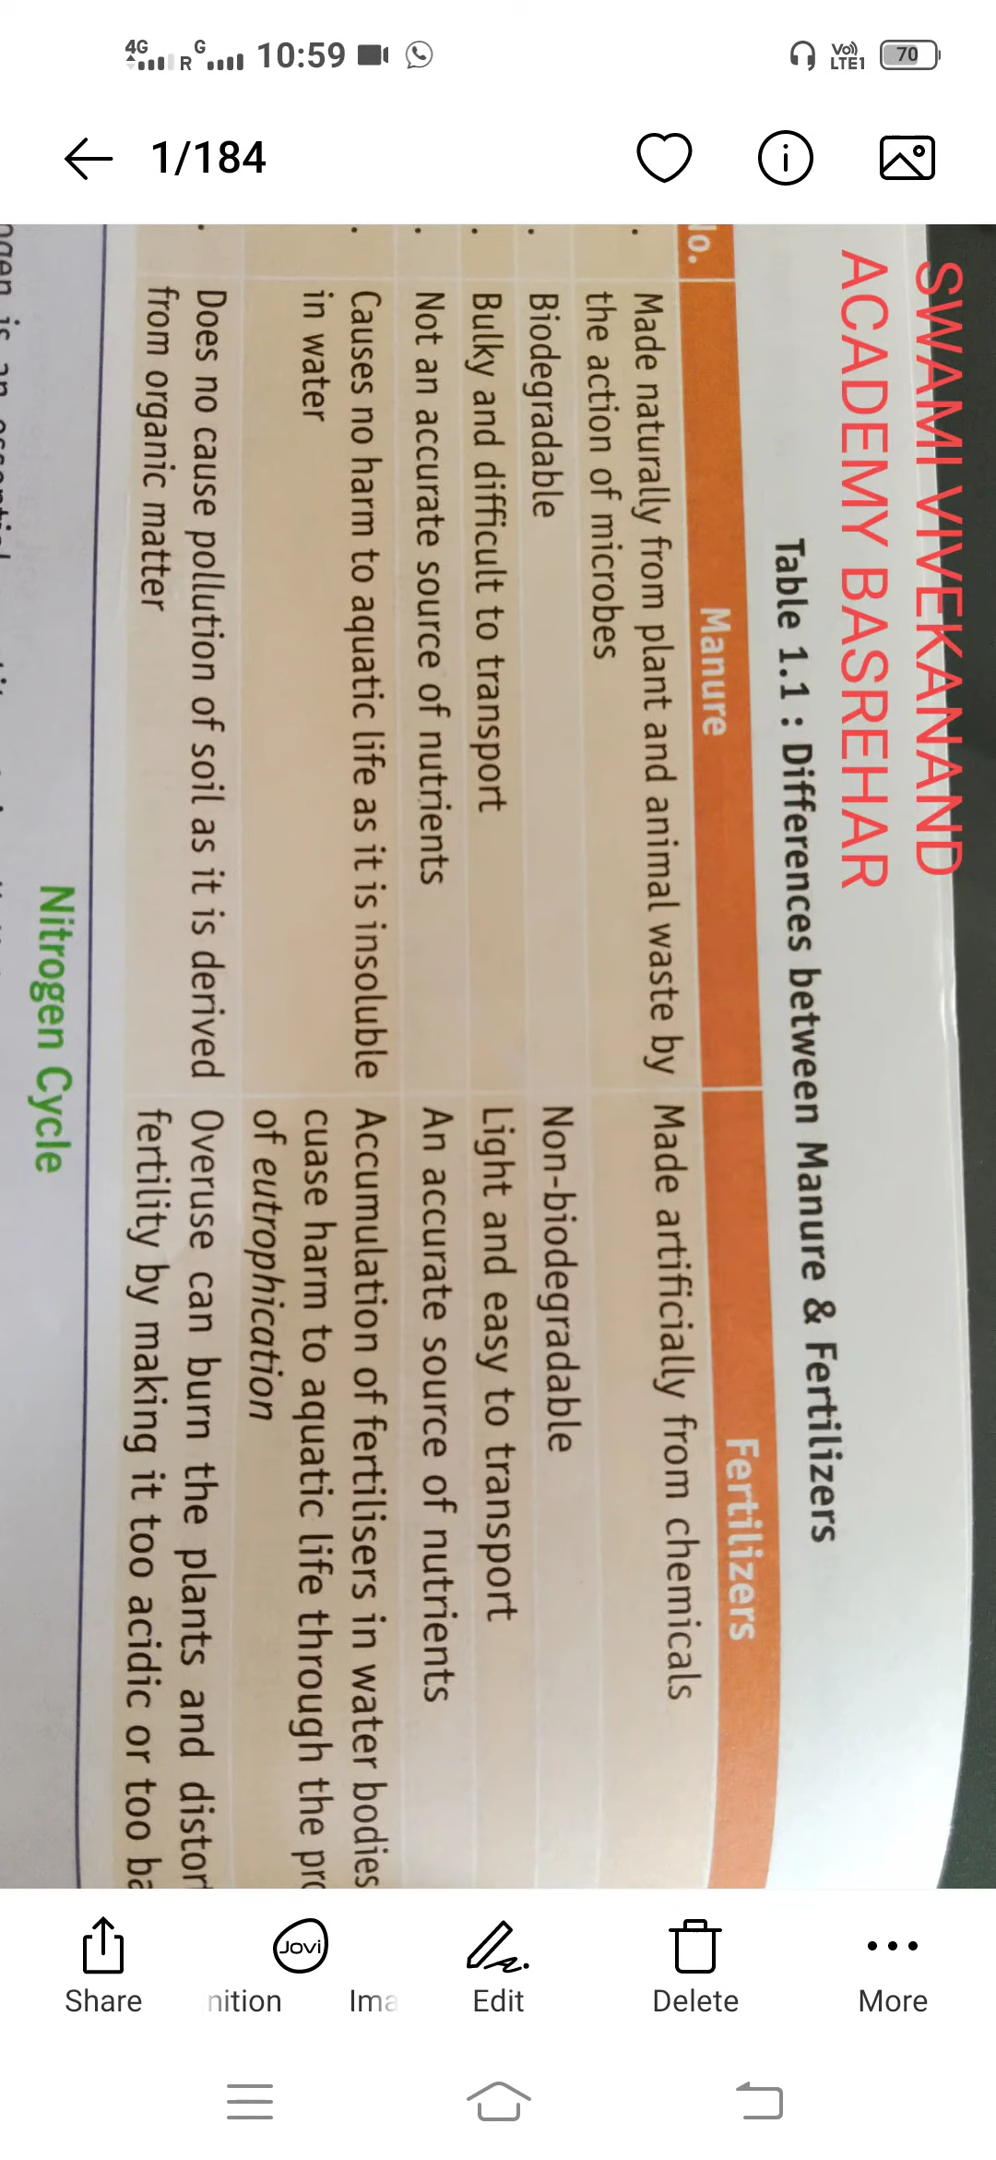 4G R G 10:59 Vo) LTE1 70
1/184
SWAMI VIVEKANAND
ACADEMY BASREHAR
Table 1.1 : Differences between Manure & Fertilizers
Manure Fertilizers
Made naturally from plant and animal waste by Made artificially from chemicals
the action of microbes
Biodegradable Non-biodegradable
Bulky and difficult to transport Light and easy to transport
Not an accurate source of nutrients An accurate source of nutrients
Causes no harm to aquatic life as it is insoluble Accumulation of fertilisers in water bodies
in water cuase harm to aquatic life through the
of eutrophication
Does no cause pollution of soil as it is derived Overuse can burn the plants and
from organic matter fertility by making it too acidic or too
Nitrogen Cycle
Share Jovi nition Ima Edit Delete More